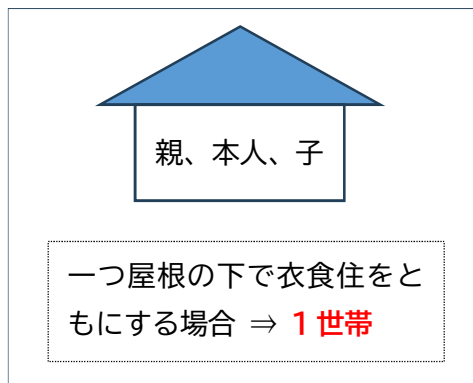 親、本人、子
一つ屋根の下で衣食住をと
もにする場合 ⇒ １世帯